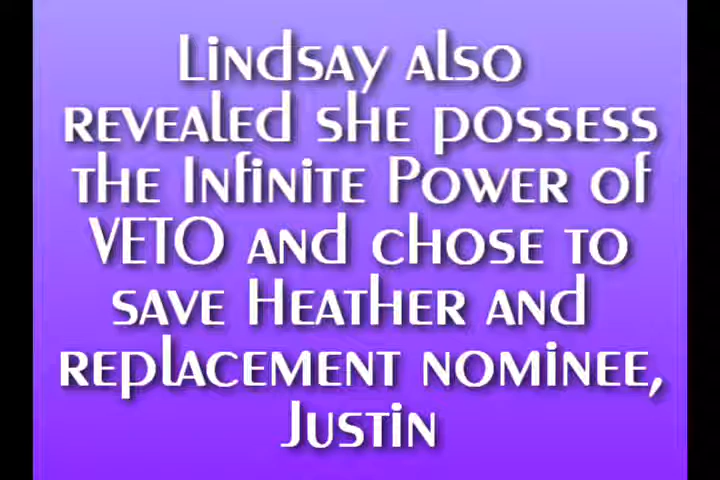 Lindsay also
revealed she possess
the Infinite Power of
VETO and chose to
save Heather and
replacement nominee,
Justin